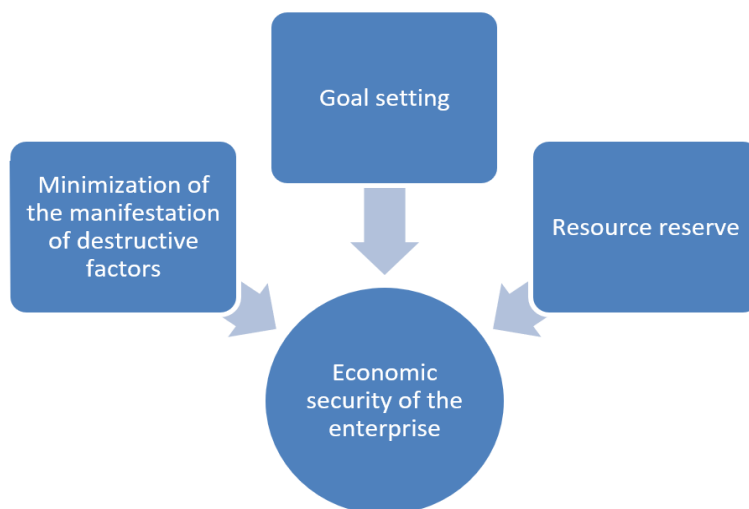 Goal setting
Minimization of
the manifestation
of destructive
factors
Resource reserve
Economic
security of the
enterprise